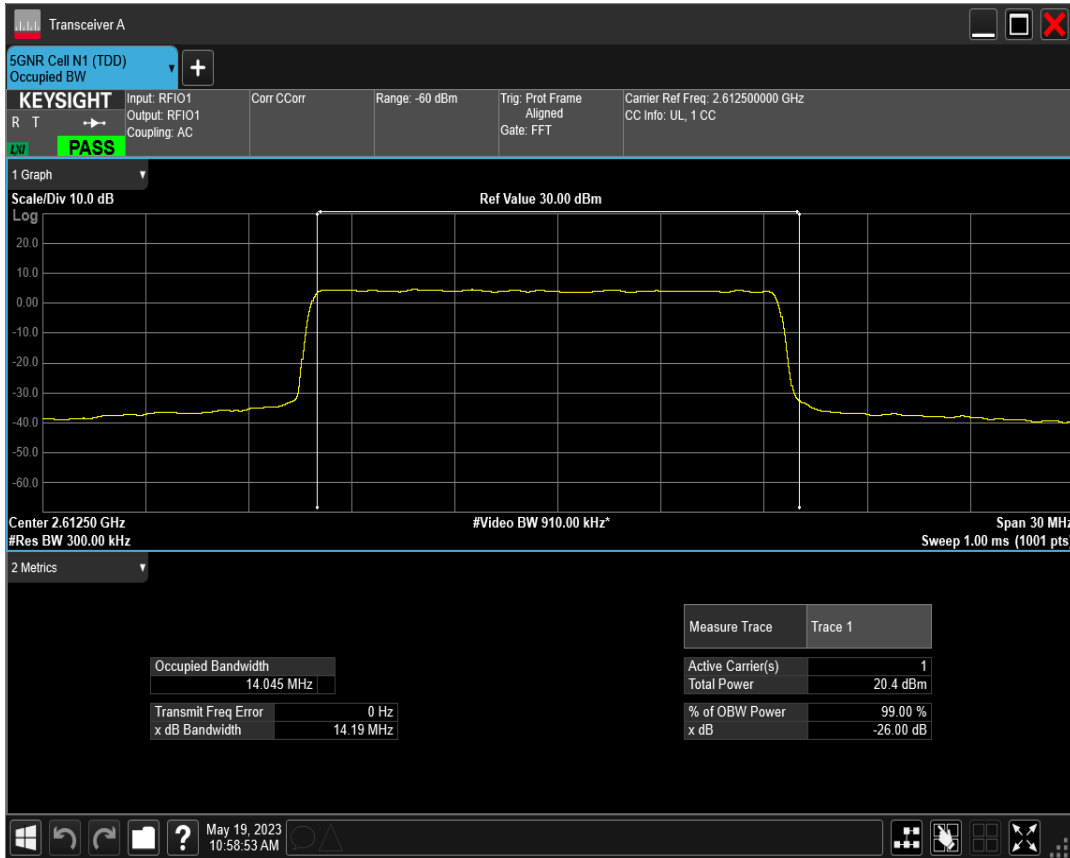 Transceiver A
5GNR Cell N1 (TDD)
Occupied BW
+
KEYSIGHT
R T
LXI
PASS
Input: RFIO1
Output: RFIO1
Coupling: AC
Corr CCorr
Range: -60 dBm
Trig: Prot Frame
Aligned
Gate: FFT
Carrier Ref Freq: 2.612500000 GHz
CC Info: UL, 1 CC
1 Graph
Scale/Div 10.0 dB
Ref Value 30.00 dBm
Log
20.0
10.0
0.00
-10.0
-20.0
-30.0
-40.0
-50.0
-60.0
Center 2.61250 GHz
#Video BW 910.00 kHz*
Span 30 MHz
#Res BW 300.00 kHz
Sweep 1.00 ms (1001 pts)
2 Metrics
Measure Trace Trace 1
Occupied Bandwidth
14.045 MHz
Active Carrier(s) 1
Total Power 20.4 dBm
Transmit Freq Error 0 Hz
x dB Bandwidth 14.19 MHz
% of OBW Power 99.00 %
x dB -26.00 dB
?
May 19, 2023
10:58:53 AM